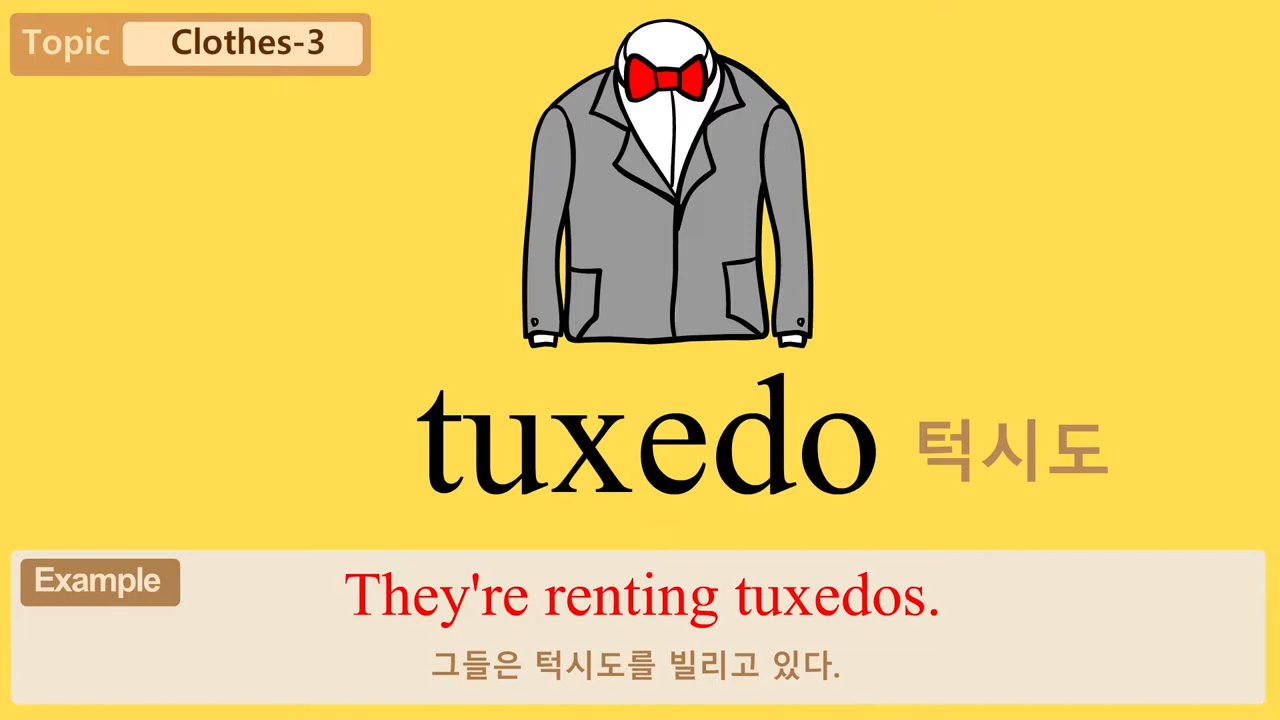 Topic Clothes-3
tuxedo 턱시도
Example
They're renting tuxedos.
그들은 턱시도를 빌리고 있다.